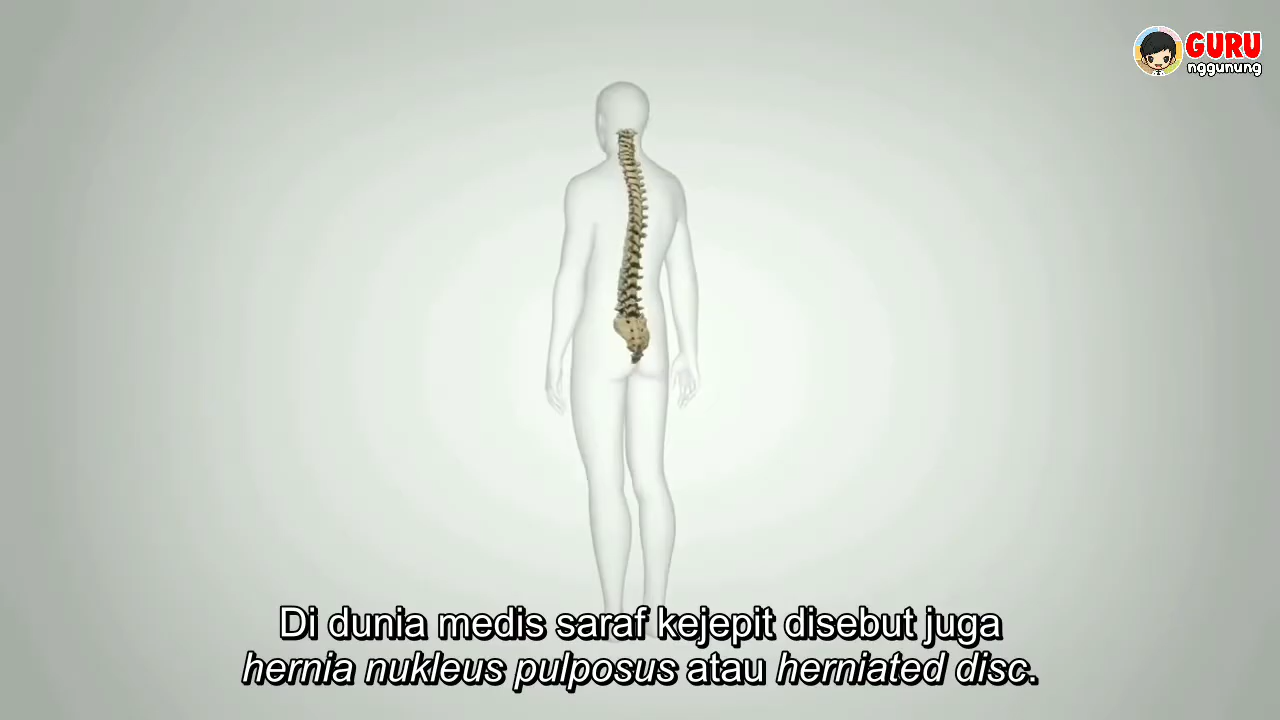 GURU
nggunung
Di dunia medis saraf kejepit disebut juga
hernia nukleus pulposus atau herniated disc.